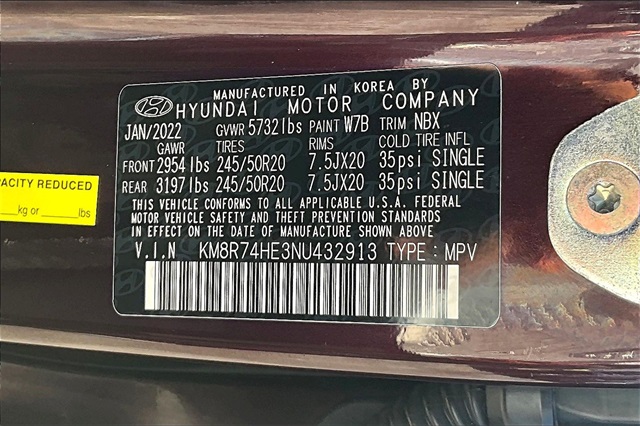 MANUFACTURED IN KOREA BY
HYUNDAI MOTOR COMPANY
JAN/2022 GVWR 5732lbs PAINT W7B TRIM NBX
GAWR TIRES RIMS COLD TIRE INFL
FRONT 2954lbs 245/50R20 7.5JX20 35psi SINGLE
REAR 3197lbs 245/50R20 7.5JX20 35psi SINGLE
THIS VEHICLE CONFORMS TO ALL APPLICABLE U.S.A. FEDERAL
MOTOR VEHICLE SAFETY AND THEFT PREVENTION STANDARDS
IN EFFECT ON THE DATE OF MANUFACTURE SHOWN ABOVE.
V.I.N KM8R74HE3NU432913 TYPE : MPV
PACITY REDUCED
kg or lbs